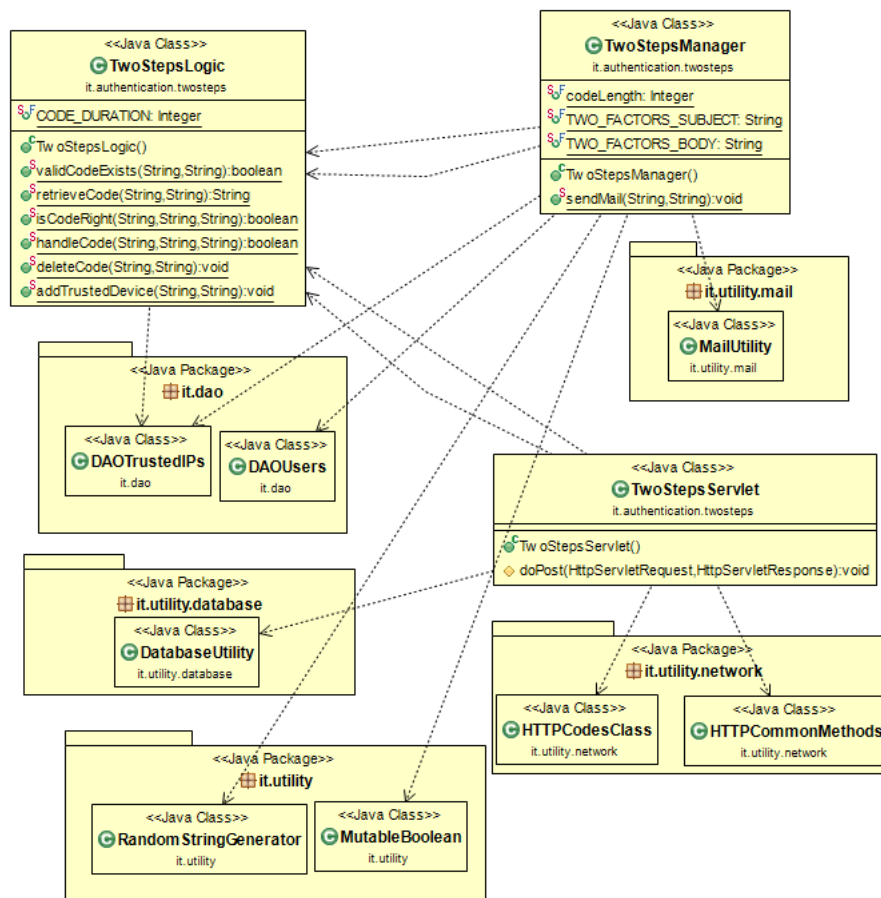 <<Java Class>>
TwoStepsLogic
it.authentication.twosteps
CODE_DURATION: Integer
TwoStepsLogic()
validCodeExists(String,String):boolean
retrieveCode(String,String):String
isCodeRight(String,String,String):boolean
handleCode(String,String,String):boolean
deleteCode(String,String):void
addTrustedDevice(String,String):void
<<Java Class>>
TwoStepsManager
it.authentication.twosteps
codeLength: Integer
TWO_FACTORS_SUBJECT: String
TWO_FACTORS_BODY: String
TwoStepsManager()
sendMail(String,String):void
<<Java Package>>
it.utility.mail
<<Java Class>>
MailUtility
it.utility.mail
<<Java Package>>
it.dao
<<Java Class>>
DAOTrustedIPs
it.dao
<<Java Class>>
DAOUsers
it.dao
<<Java Class>>
TwoStepsServlet
it.authentication.twosteps
TwoStepsServlet()
doPost(HttpServletRequest,HttpServletResponse):void
<<Java Package>>
it.utility.database
<<Java Class>>
DatabaseUtility
it.utility.database
<<Java Package>>
it.utility.network
<<Java Class>>
HTTPCodesClass
it.utility.network
<<Java Class>>
HTTPCommonMethods
it.utility.network
<<Java Package>>
it.utility
<<Java Class>>
RandomStringGenerator
it.utility
<<Java Class>>
MutableBoolean
it.utility